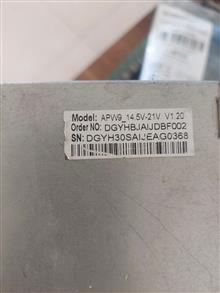 Model: APW9_14.5V-21V V1.20
Order NO: DGYHBJAIJDBF002
SN: DGYH30SAIJEAG0368